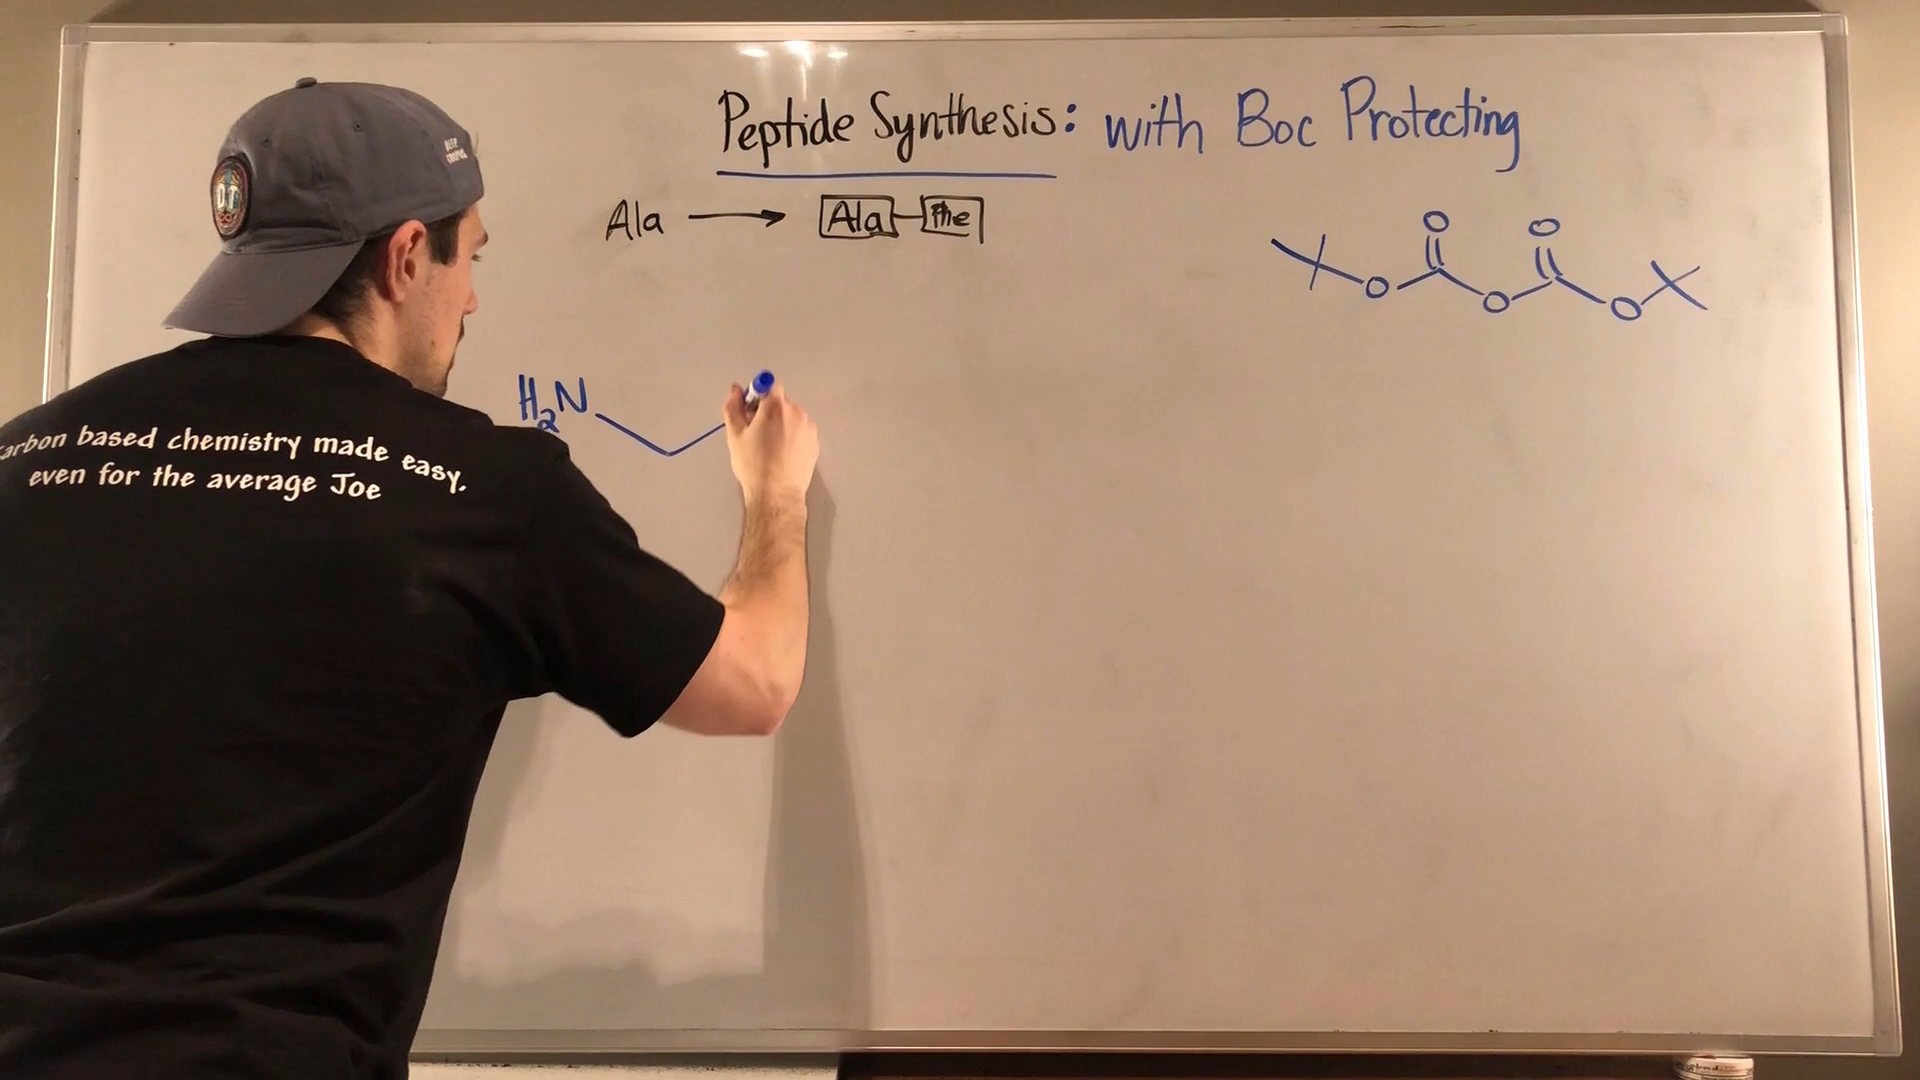 Peptide Synthesis: with Boc Protecting
Ala → Ala-Phe
O O
O O O
H₂N
Carbon based chemistry made easy,
even for the average Joe
DT